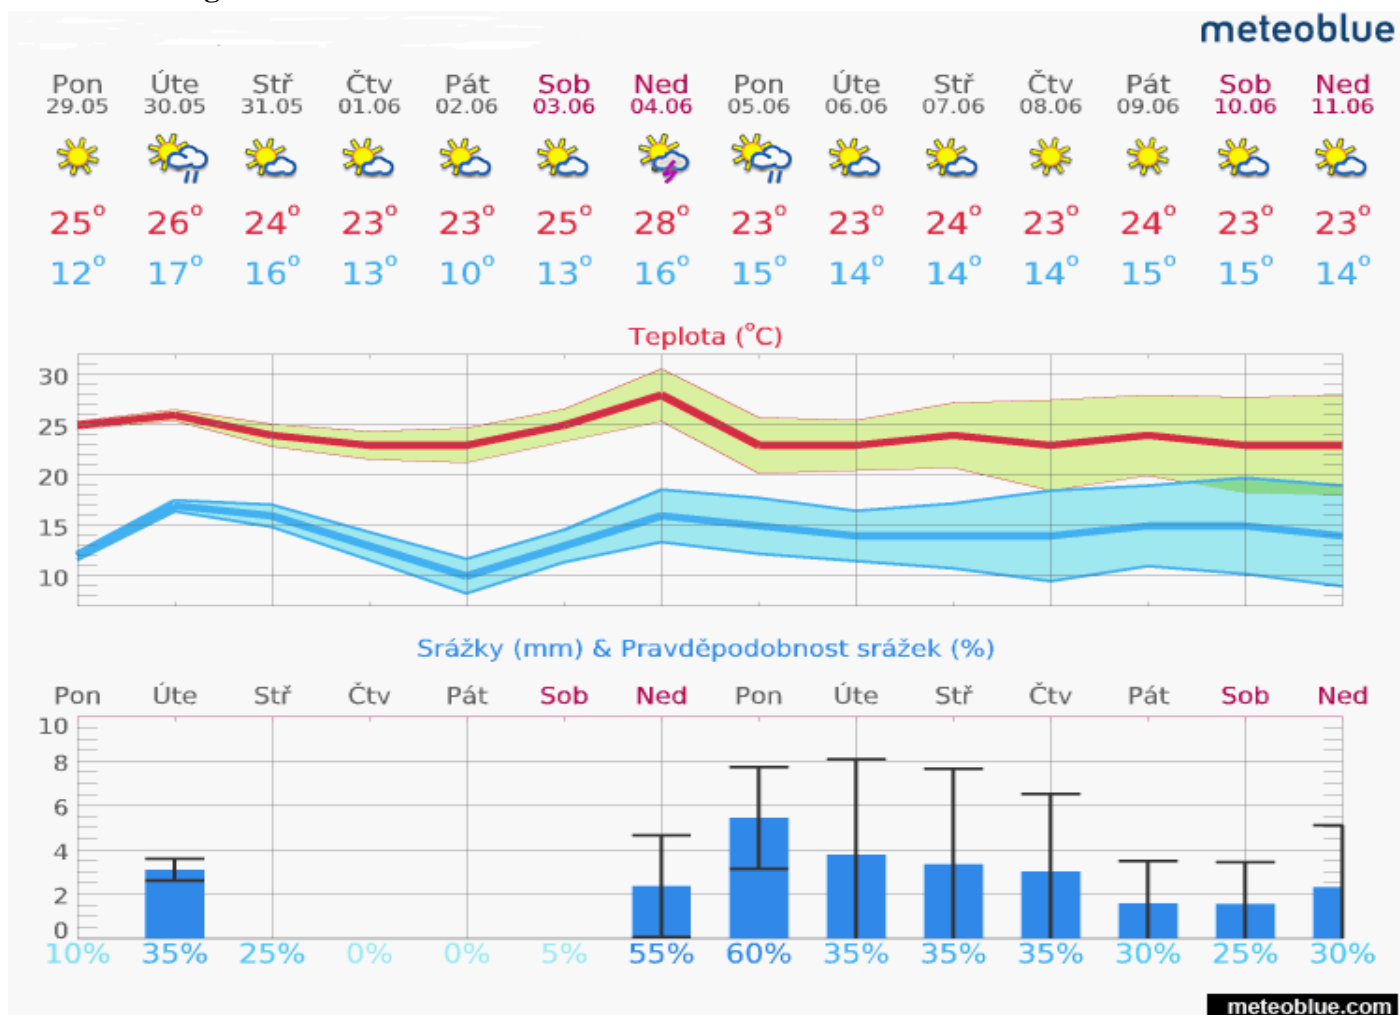 meteoblue
Pon Úte Stř Čtv Pát Sob Ned Pon Úte Stř Čtv Pát Sob Ned
29.05 30.05 31.05 01.06 02.06 03.06 04.06 05.06 06.06 07.06 08.06 09.06 10.06 11.06
25° 26° 24° 23° 23° 25° 28° 23° 23° 24° 23° 24° 23° 23°
12° 17° 16° 13° 10° 13° 16° 15° 14° 14° 14° 15° 15° 14°
Teplota (°C)
30
25
20
15
10
Srážky (mm) & Pravděpodobnost srážek (%)
Pon Úte Stř Čtv Pát Sob Ned Pon Úte Stř Čtv Pát Sob Ned
10
8
6
4
2
0
10% 35% 25% 0% 0% 5% 55% 60% 35% 35% 35% 30% 25% 30%
meteoblue.com